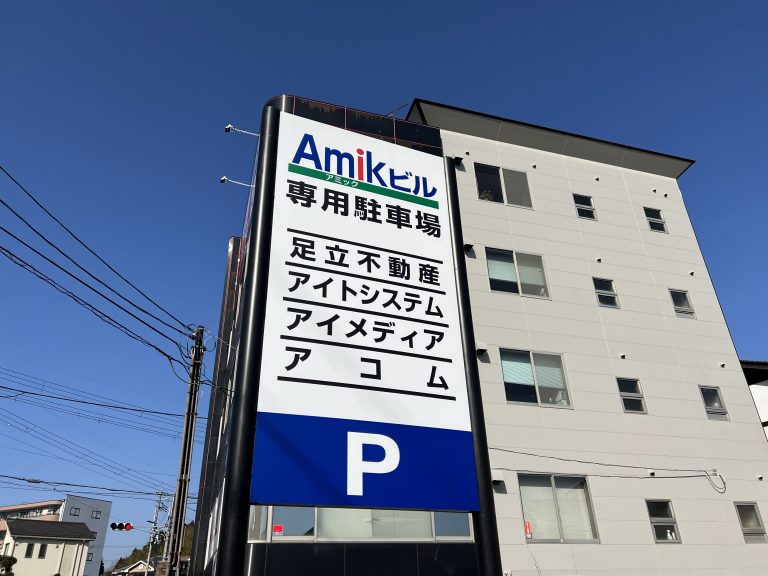 Amikビル
アミック
専用駐車場
足立不動産
アイトシステム
アイメディア
アコム
P